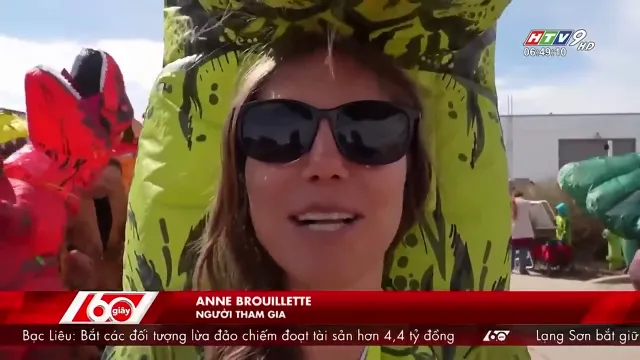 HTV9 HD
06:49:10
ANNE BROUILLETTE
60 giây
NGƯỜI THAM GIA
Bạc Liêu: Bắt các đối tượng lừa đảo chiếm đoạt tài sản hơn 4,4 tỷ đồng 60 Lạng Sơn bắt giữ